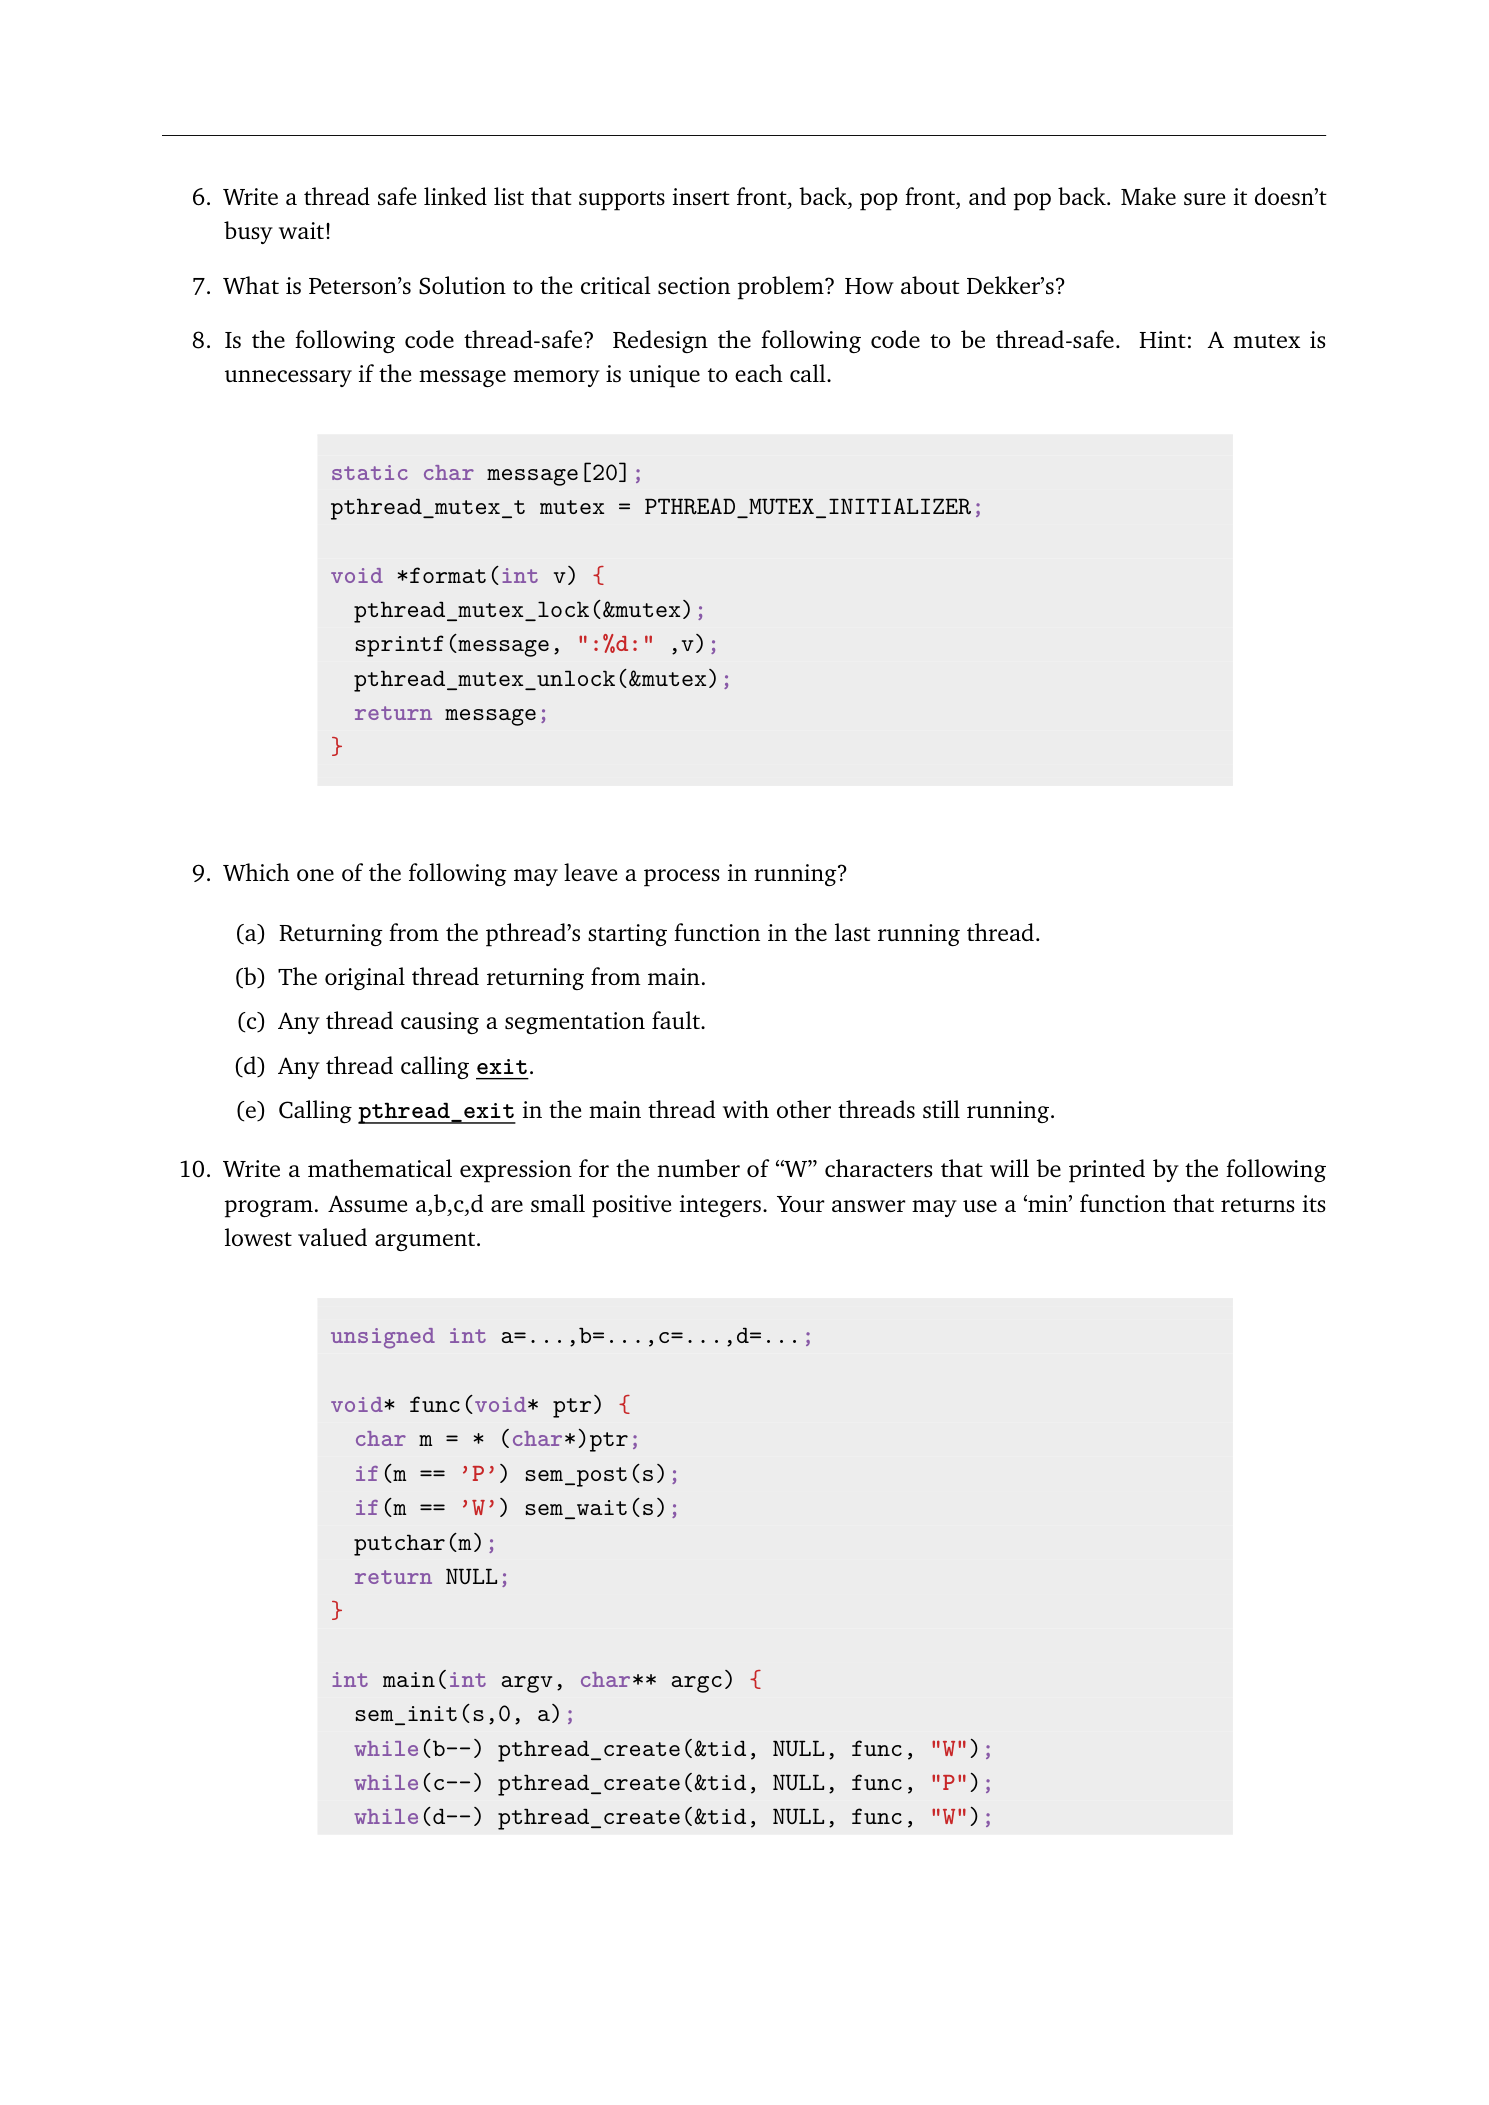 6. Write a thread safe linked list that supports insert front, back, pop front, and pop back. Make sure it doesn’t
busy wait!
7. What is Peterson’s Solution to the critical section problem? How about Dekker’s?
8. Is the following code thread-safe? Redesign the following code to be thread-safe. Hint: A mutex is
unnecessary if the message memory is unique to each call.
static char message[20];
pthread_mutex_t mutex = PTHREAD_MUTEX_INITIALIZER;
void *format(int v) {
pthread_mutex_lock(&mutex);
sprintf(message, ":%d:" ,v);
pthread_mutex_unlock(&mutex);
return message;
}
9. Which one of the following may leave a process in running?
(a) Returning from the pthread’s starting function in the last running thread.
(b) The original thread returning from main.
(c) Any thread causing a segmentation fault.
(d) Any thread calling exit.
(e) Calling pthread_exit in the main thread with other threads still running.
10. Write a mathematical expression for the number of “W” characters that will be printed by the following
program. Assume a,b,c,d are small positive integers. Your answer may use a ‘min’ function that returns its
lowest valued argument.
unsigned int a=...,b=...,c=...,d=...;
void* func(void* ptr) {
char m = * (char*)ptr;
if(m == ’P’) sem_post(s);
if(m == ’W’) sem_wait(s);
putchar(m);
return NULL;
}
int main(int argv, char** argc) {
sem_init(s,0, a);
while(b--) pthread_create(&tid, NULL, func, "W");
while(c--) pthread_create(&tid, NULL, func, "P");
while(d--) pthread_create(&tid, NULL, func, "W");